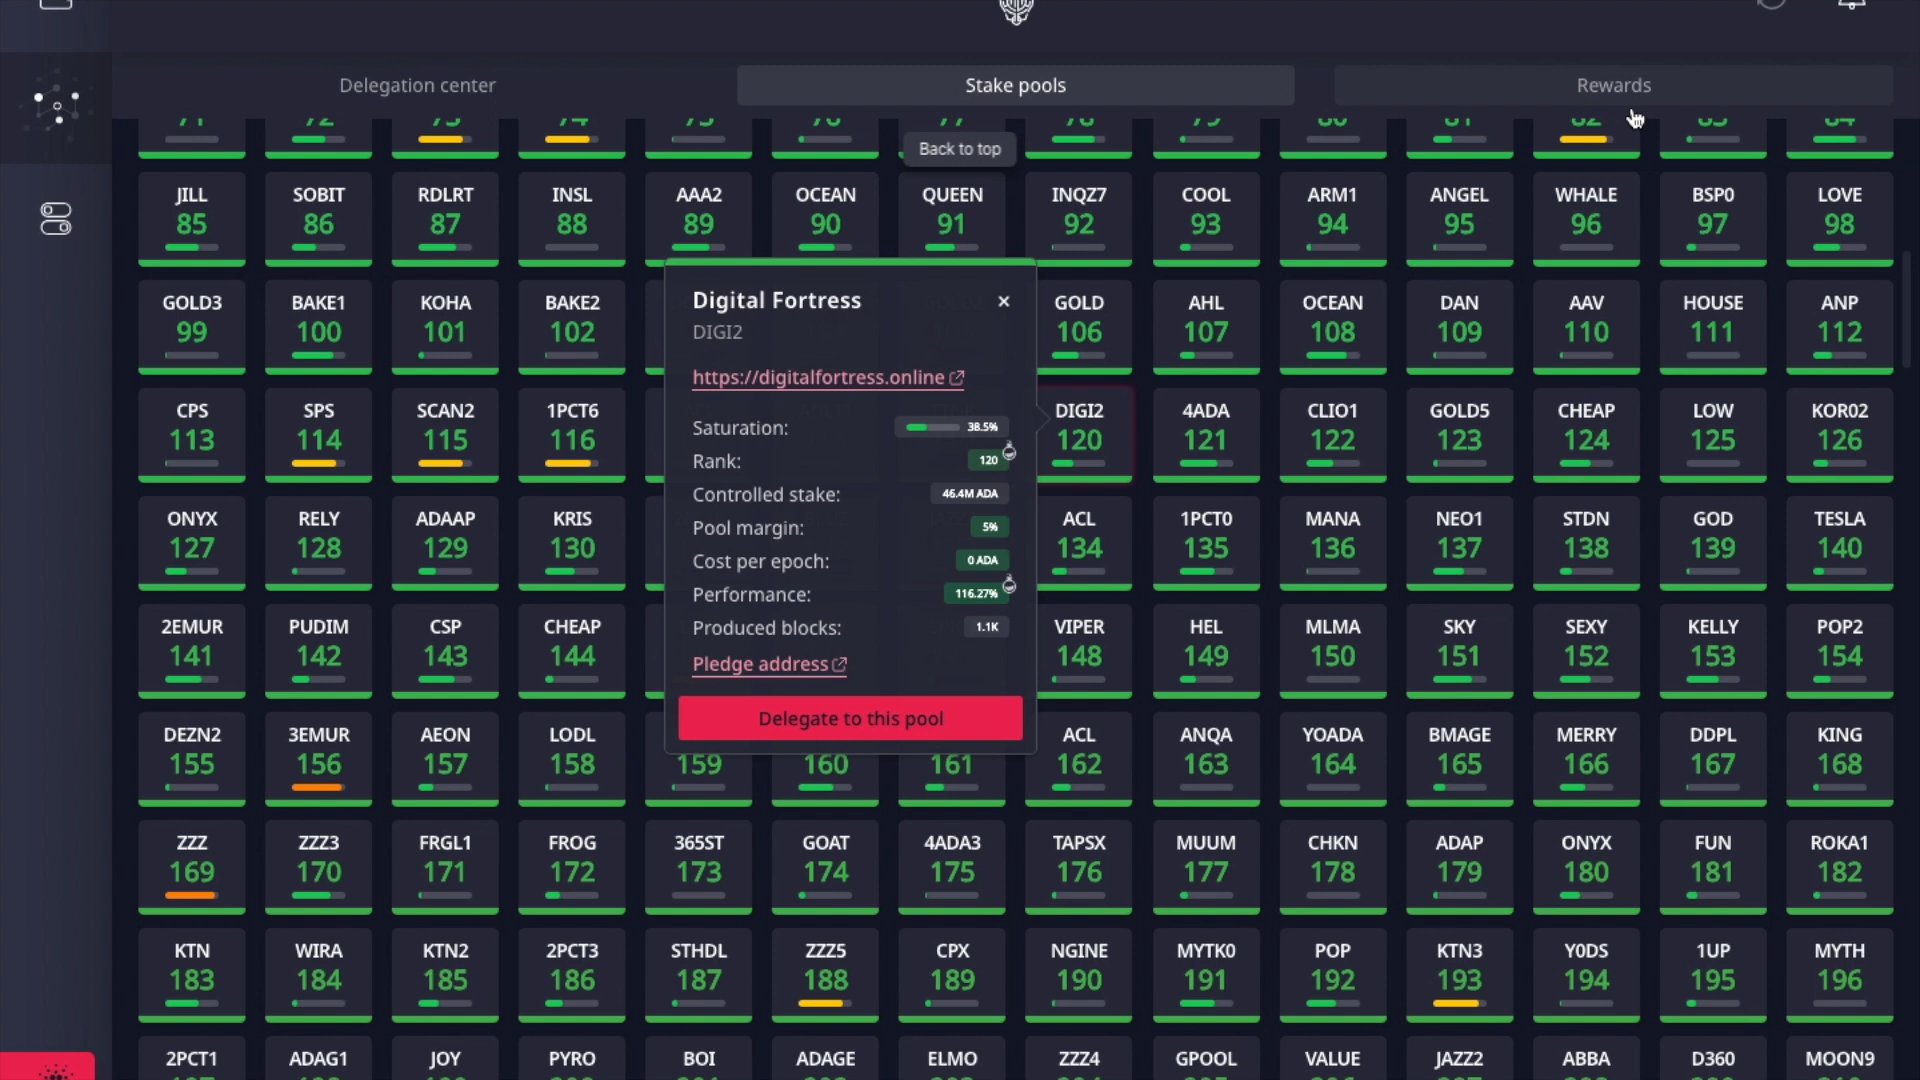 Delegation center
Stake pools
Rewards
Back to top
JILL SOBIT RDLRT INSL AAA2 OCEAN QUEEN INQZ7 COOL ARM1 ANGEL WHALE BSP0 LOVE
85 86 87 88 89 90 91 92 93 94 95 96 97 98
GOLD3 BAKE1 KOHA BAKE2 GOLD AHL OCEAN DAN AAV HOUSE ANP
99 100 101 102 106 107 108 109 110 111 112
CPS SPS SCAN2 1PCT6 DIGI2 4ADA CLIO1 GOLD5 CHEAP LOW KOR02
113 114 115 116 120 121 122 123 124 125 126
ONYX RELY ADAAP KRIS ACL 1PCT0 MANA NEO1 STDN GOD TESLA
127 128 129 130 134 135 136 137 138 139 140
2EMUR PUDIM CSP CHEAP VIPER HEL MLMA SKY SEXY KELLY POP2
141 142 143 144 148 149 150 151 152 153 154
DEZN2 3EMUR AEON LODL ACL ANQA YOADA BMAGE MERRY DDPL KING
155 156 157 158 159 160 161 162 163 164 165 166 167 168
ZZZ ZZZ3 FRGL1 FROG 365ST GOAT 4ADA3 TAPSX MUUM CHKN ADAP ONYX FUN ROKA1
169 170 171 172 173 174 175 176 177 178 179 180 181 182
KTN WIRA KTN2 2PCT3 STHDL ZZZ5 CPX NGINE MYTK0 POP KTN3 Y0DS 1UP MYTH
183 184 185 186 187 188 189 190 191 192 193 194 195 196
2PCT1 ADAG1 JOY PYRO BOI ADAGE ELMO ZZZ4 GPOOL VALUE JAZZ2 ABBA D360 MOON9
Digital Fortress
DIGI2
https://digitalfortress.online
Saturation: 38.5%
Rank: 120
Controlled stake: 46.4M ADA
Pool margin: 5%
Cost per epoch: 0 ADA
Performance: 116.27%
Produced blocks: 1.1K
Pledge address
Delegate to this pool